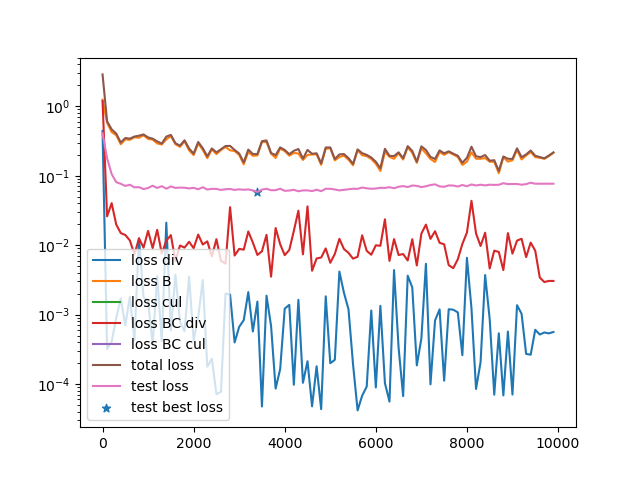 10^0
10^-1
10^-2
10^-3
10^-4
loss div
loss B
loss cul
loss BC div
loss BC cul
total loss
test loss
test best loss
0 2000 4000 6000 8000 10000